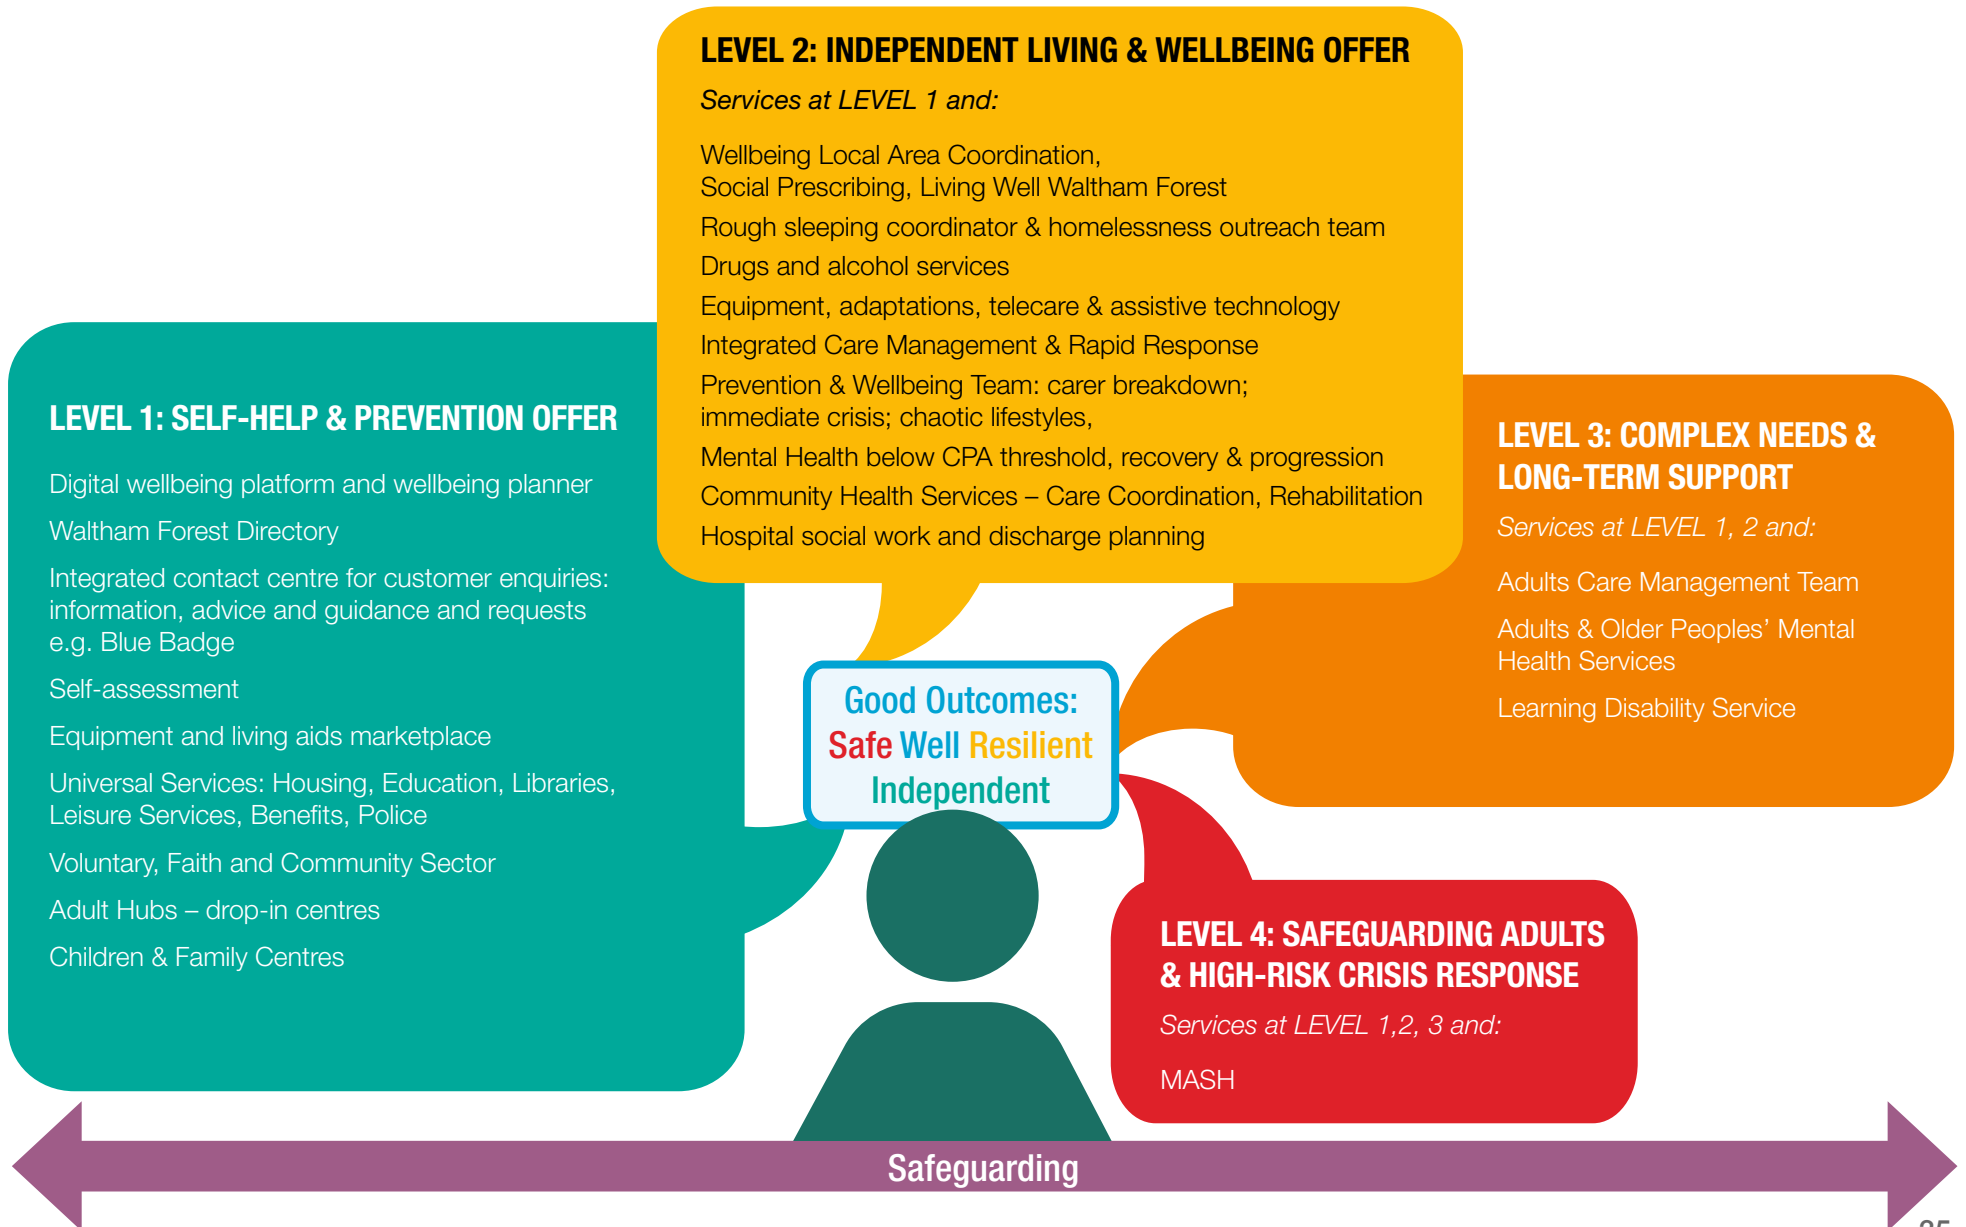 LEVEL 2: INDEPENDENT LIVING & WELLBEING OFFER
Services at LEVEL 1 and:
Wellbeing Local Area Coordination,
Social Prescribing, Living Well Waltham Forest
Rough sleeping coordinator & homelessness outreach team
Drugs and alcohol services
Equipment, adaptations, telecare & assistive technology
Integrated Care Management & Rapid Response
Prevention & Wellbeing Team: carer breakdown;
immediate crisis; chaotic lifestyles,
Mental Health below CPA threshold, recovery & progression
Community Health Services – Care Coordination, Rehabilitation
Hospital social work and discharge planning
LEVEL 1: SELF-HELP & PREVENTION OFFER
Digital wellbeing platform and wellbeing planner
Waltham Forest Directory
Integrated contact centre for customer enquiries:
information, advice and guidance and requests
e.g. Blue Badge
Self-assessment
Equipment and living aids marketplace
Universal Services: Housing, Education, Libraries,
Leisure Services, Benefits, Police
Voluntary, Faith and Community Sector
Adult Hubs – drop-in centres
Children & Family Centres
LEVEL 3: COMPLEX NEEDS &
LONG-TERM SUPPORT
Services at LEVEL 1, 2 and:
Adults Care Management Team
Adults & Older Peoples’ Mental
Health Services
Learning Disability Service
Good Outcomes:
Safe Well Resilient
Independent
LEVEL 4: SAFEGUARDING ADULTS
& HIGH-RISK CRISIS RESPONSE
Services at LEVEL 1,2, 3 and:
MASH
Safeguarding